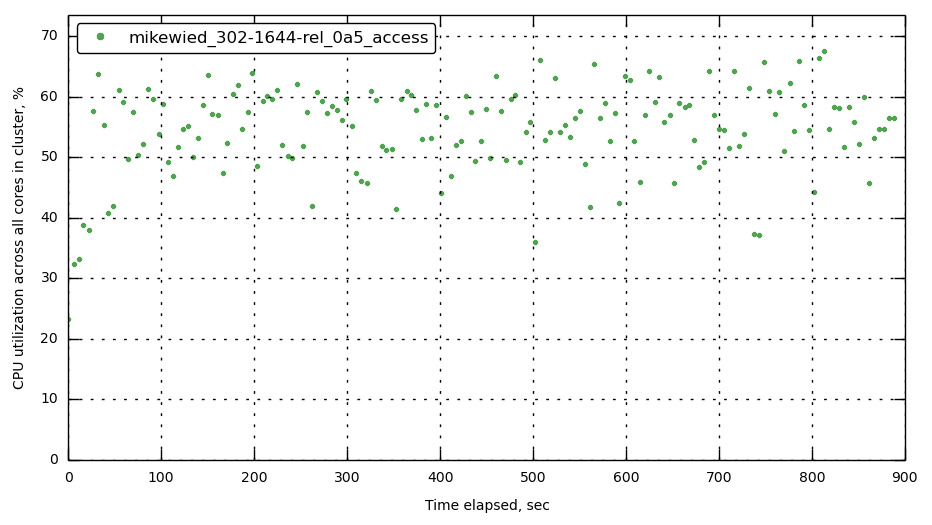 mikewied_302-1644-rel_0a5_access
CPU utilization across all cores in cluster, %
70
60
50
40
30
20
10
0
0 100 200 300 400 500 600 700 800 900
Time elapsed, sec